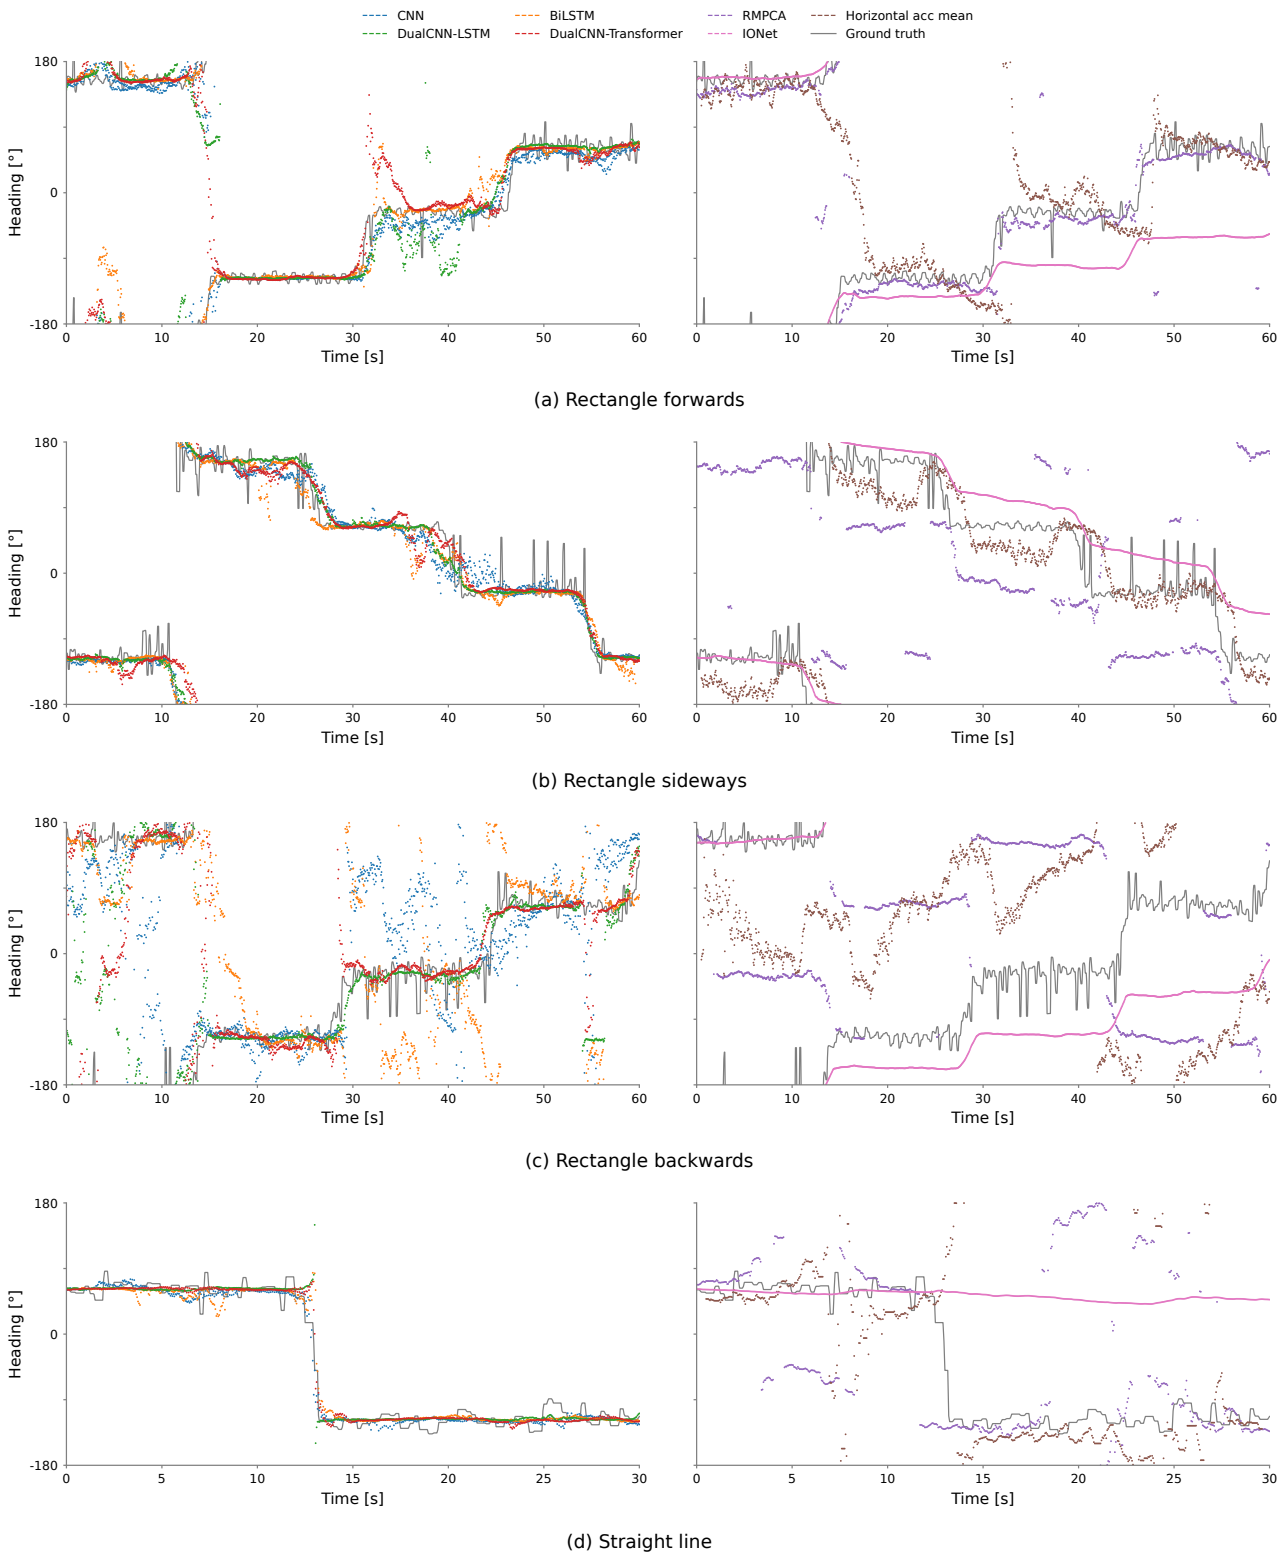 CNN
DualCNN-LSTM
BiLSTM
DualCNN-Transformer
RMPCA
IONet
Horizontal acc mean
Ground truth
180
0
-180
Heading [°]
0 10 20 30 40 50 60
Time [s]
0 10 20 30 40 50 60
Time [s]
(a) Rectangle forwards
180
0
-180
Heading [°]
0 10 20 30 40 50 60
Time [s]
0 10 20 30 40 50 60
Time [s]
(b) Rectangle sideways
180
0
-180
Heading [°]
0 10 20 30 40 50 60
Time [s]
0 10 20 30 40 50 60
Time [s]
(c) Rectangle backwards
180
0
-180
Heading [°]
0 5 10 15 20 25 30
Time [s]
0 5 10 15 20 25 30
Time [s]
(d) Straight line